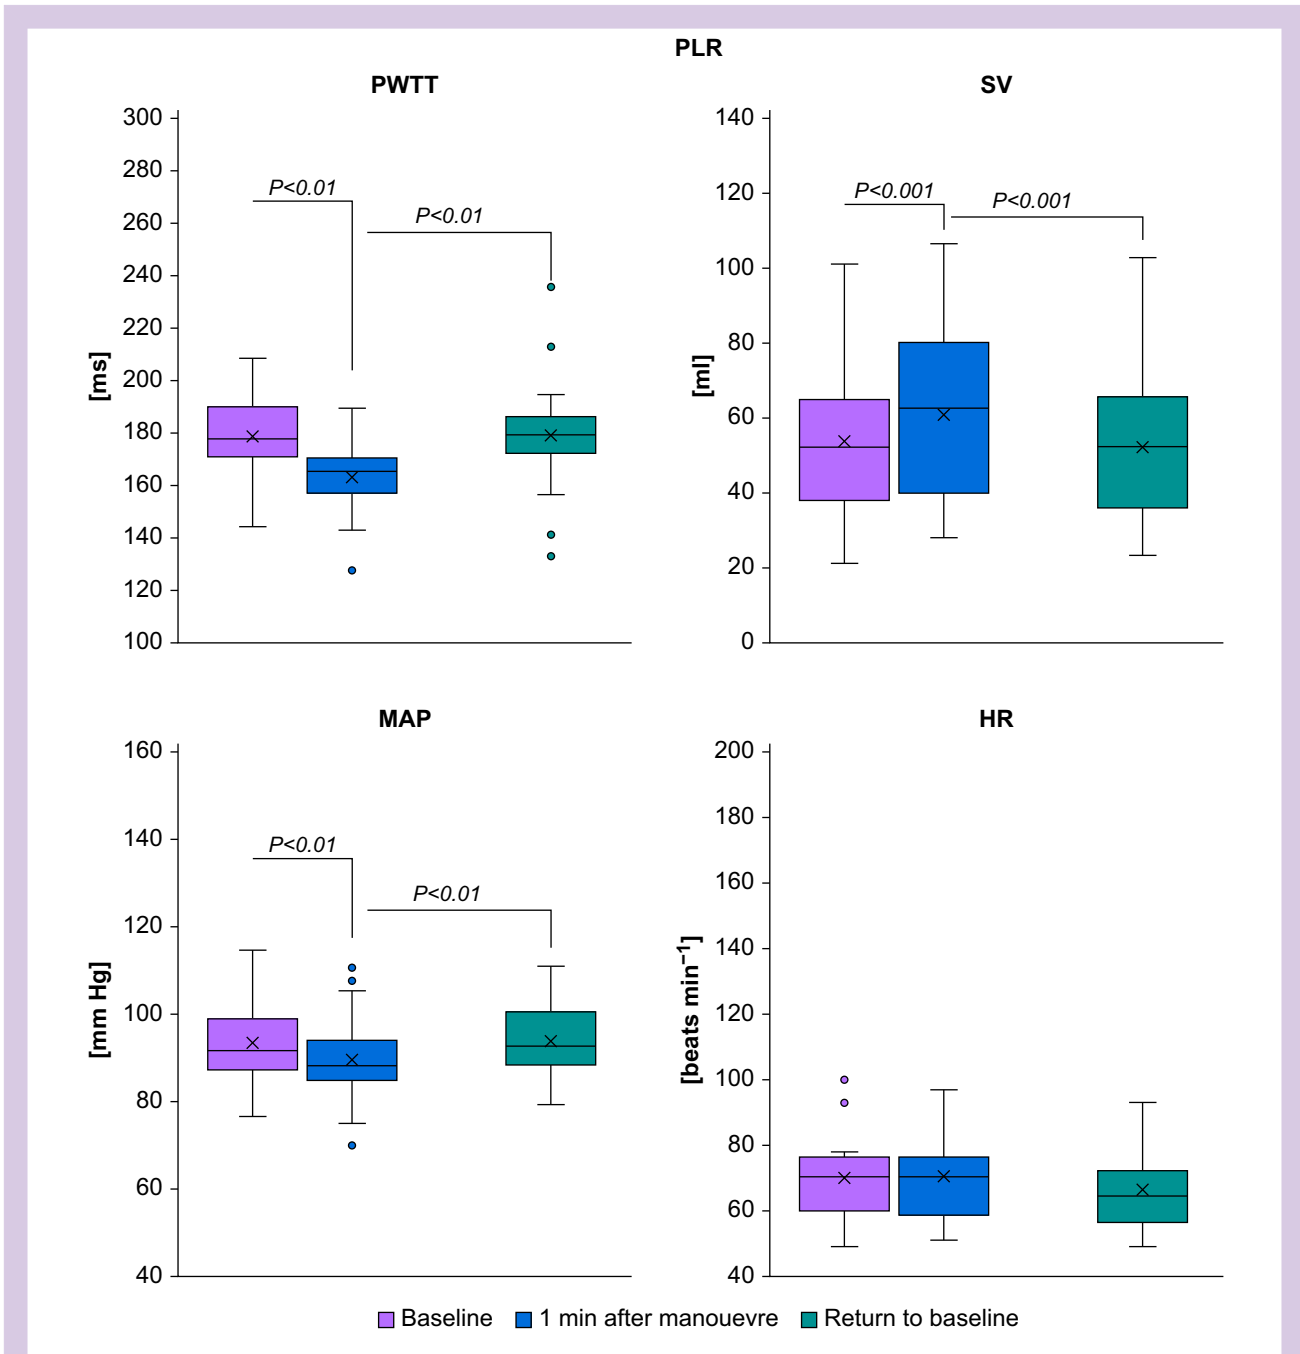 PLR
PWTT
300
280
260
240
220
200
180
160
140
120
100
[ms]
P<0.01
P<0.01
SV
140
120
100
80
60
40
20
0
[ml]
P<0.001
P<0.001
MAP
160
140
120
100
80
60
40
[mm Hg]
P<0.01
P<0.01
HR
200
180
160
140
120
100
80
60
40
[beats min⁻¹]
Baseline
1 min after manouevre
Return to baseline